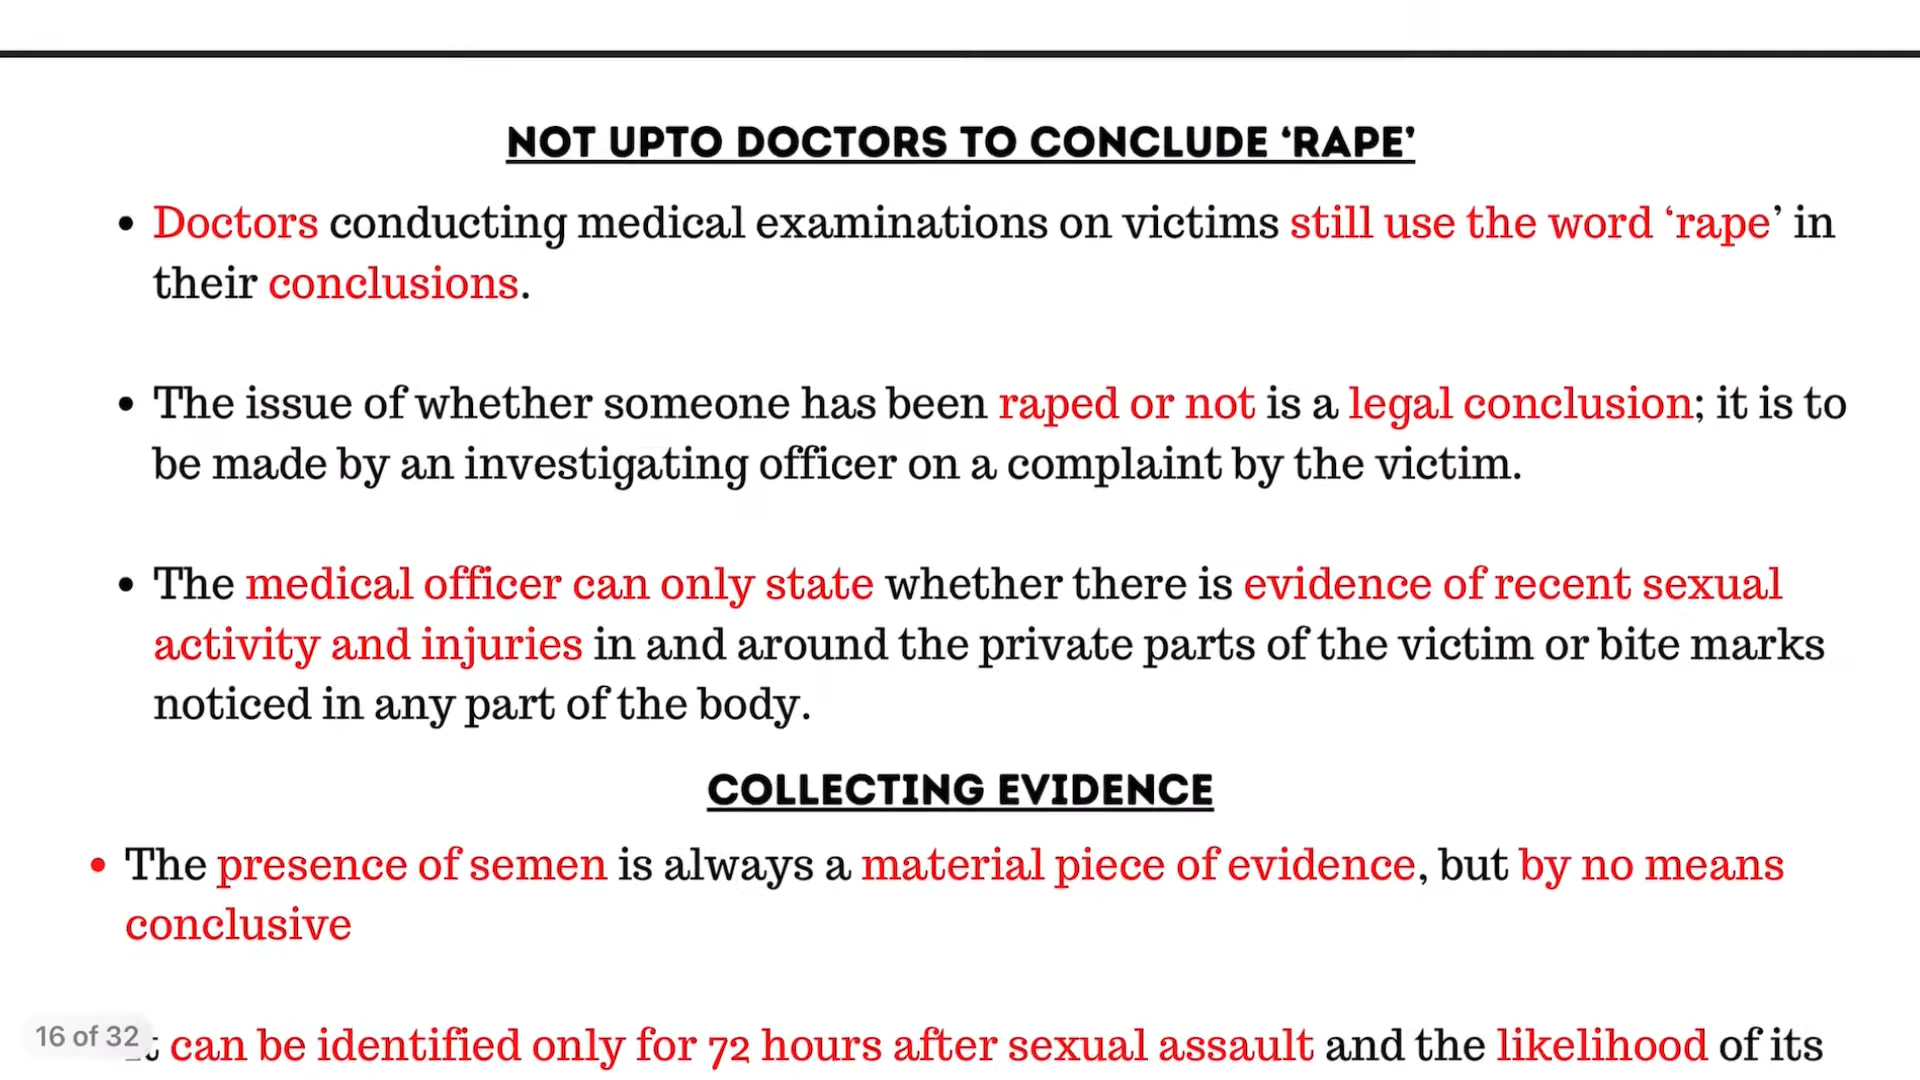 NOT UPTO DOCTORS TO CONCLUDE ‘RAPE’
• Doctors conducting medical examinations on victims still use the word ‘rape’ in
their conclusions.
• The issue of whether someone has been raped or not is a legal conclusion; it is to
be made by an investigating officer on a complaint by the victim.
• The medical officer can only state whether there is evidence of recent sexual
activity and injuries in and around the private parts of the victim or bite marks
noticed in any part of the body.
COLLECTING EVIDENCE
• The presence of semen is always a material piece of evidence, but by no means
conclusive
can be identified only for 72 hours after sexual assault and the likelihood of its
16 of 32